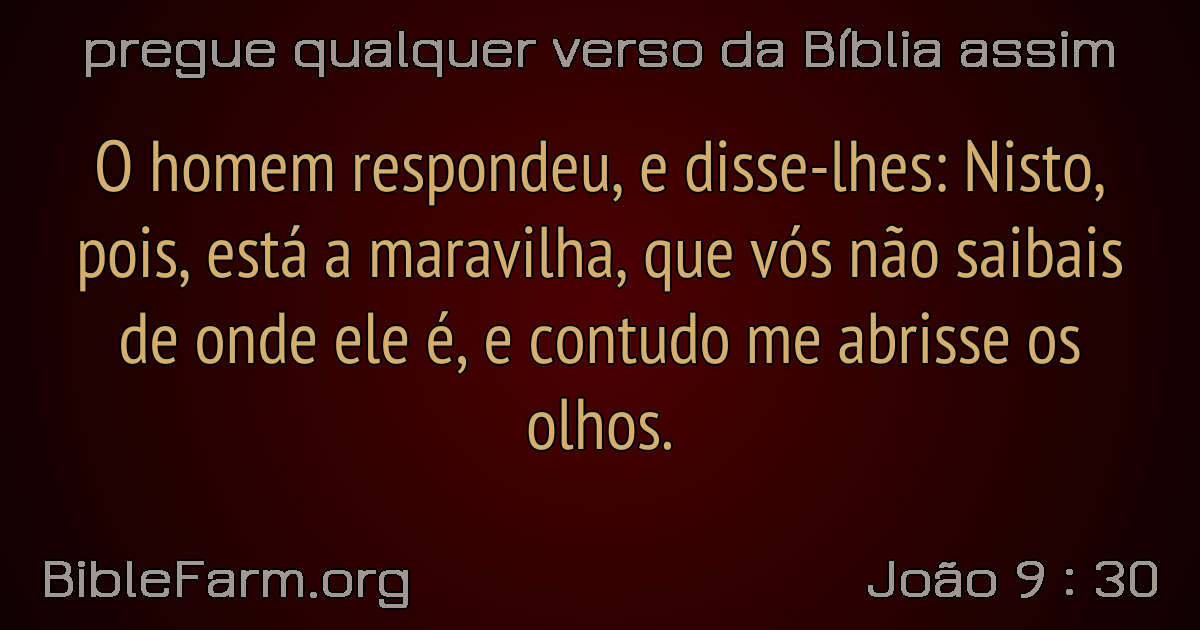 pregue qualquer verso da Bíblia assim
O homem respondeu, e disse-lhes: Nisto,
pois, está a maravilha, que vós não saibais
de onde ele é, e contudo me abrisse os
olhos.
BibleFarm.org
João 9 : 30